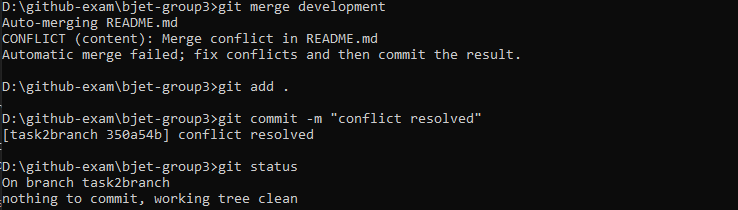 D:\github-exam\bjet-group3>git merge development
Auto-merging README.md
CONFLICT (content): Merge conflict in README.md
Automatic merge failed; fix conflicts and then commit the result.
D:\github-exam\bjet-group3>git add .
D:\github-exam\bjet-group3>git commit -m "conflict resolved"
[task2branch 350a54b] conflict resolved
D:\github-exam\bjet-group3>git status
On branch task2branch
nothing to commit, working tree clean